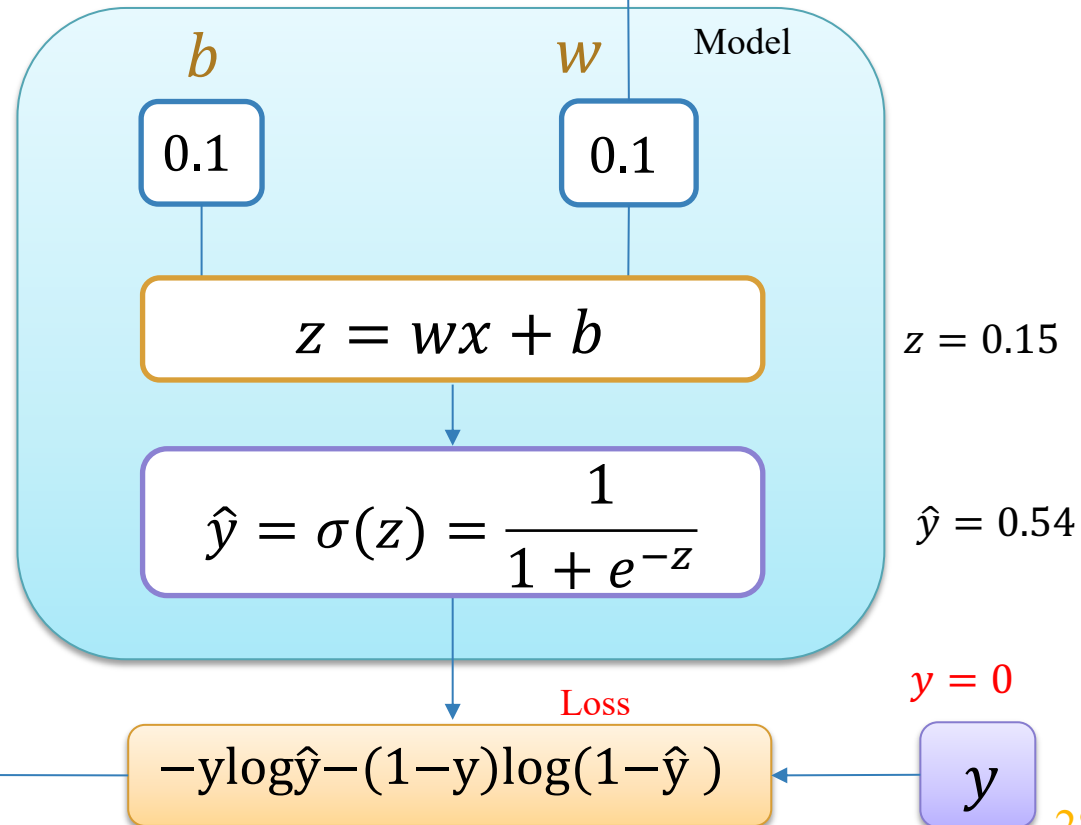 b
w
Model
0.1
0.1
z = wx + b
z = 0.15
ŷ = σ(z) = 1 / (1 + e^{−z})
ŷ = 0.54
y = 0
Loss
−ylogŷ−(1−y)log(1−ŷ )
y